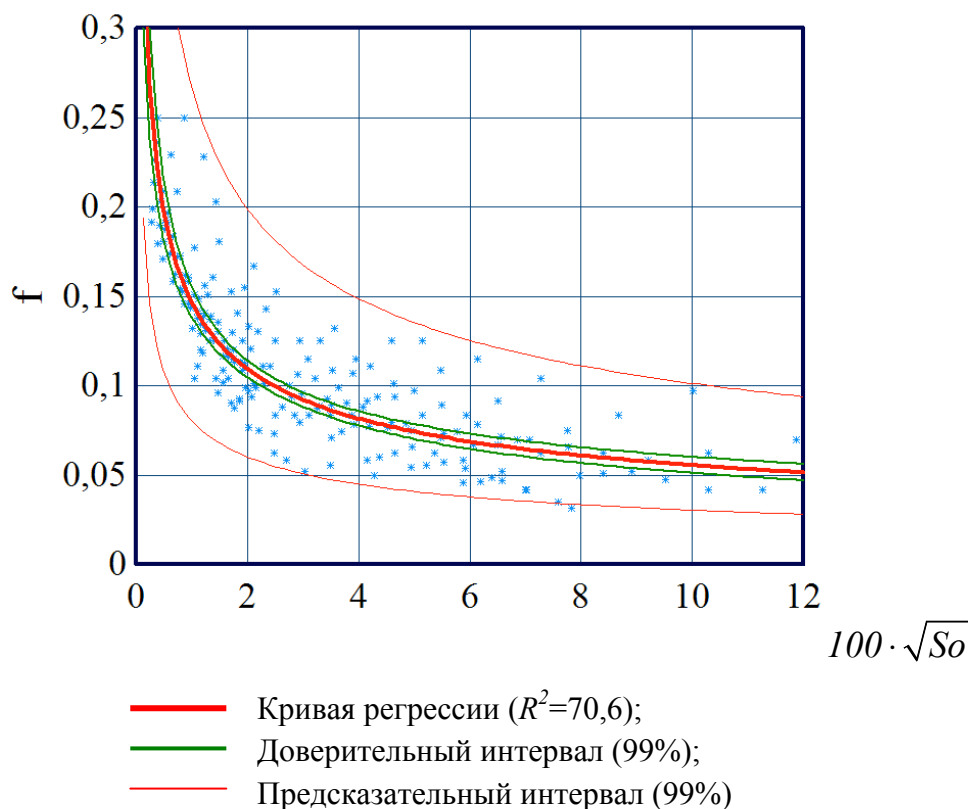 0,3
0,25
0,2
0,15
0,1
0,05
0
f
0 2 4 6 8 10 12
100 · √So
Кривая регрессии (R²=70,6);
Доверительный интервал (99%);
Предсказательный интервал (99%)